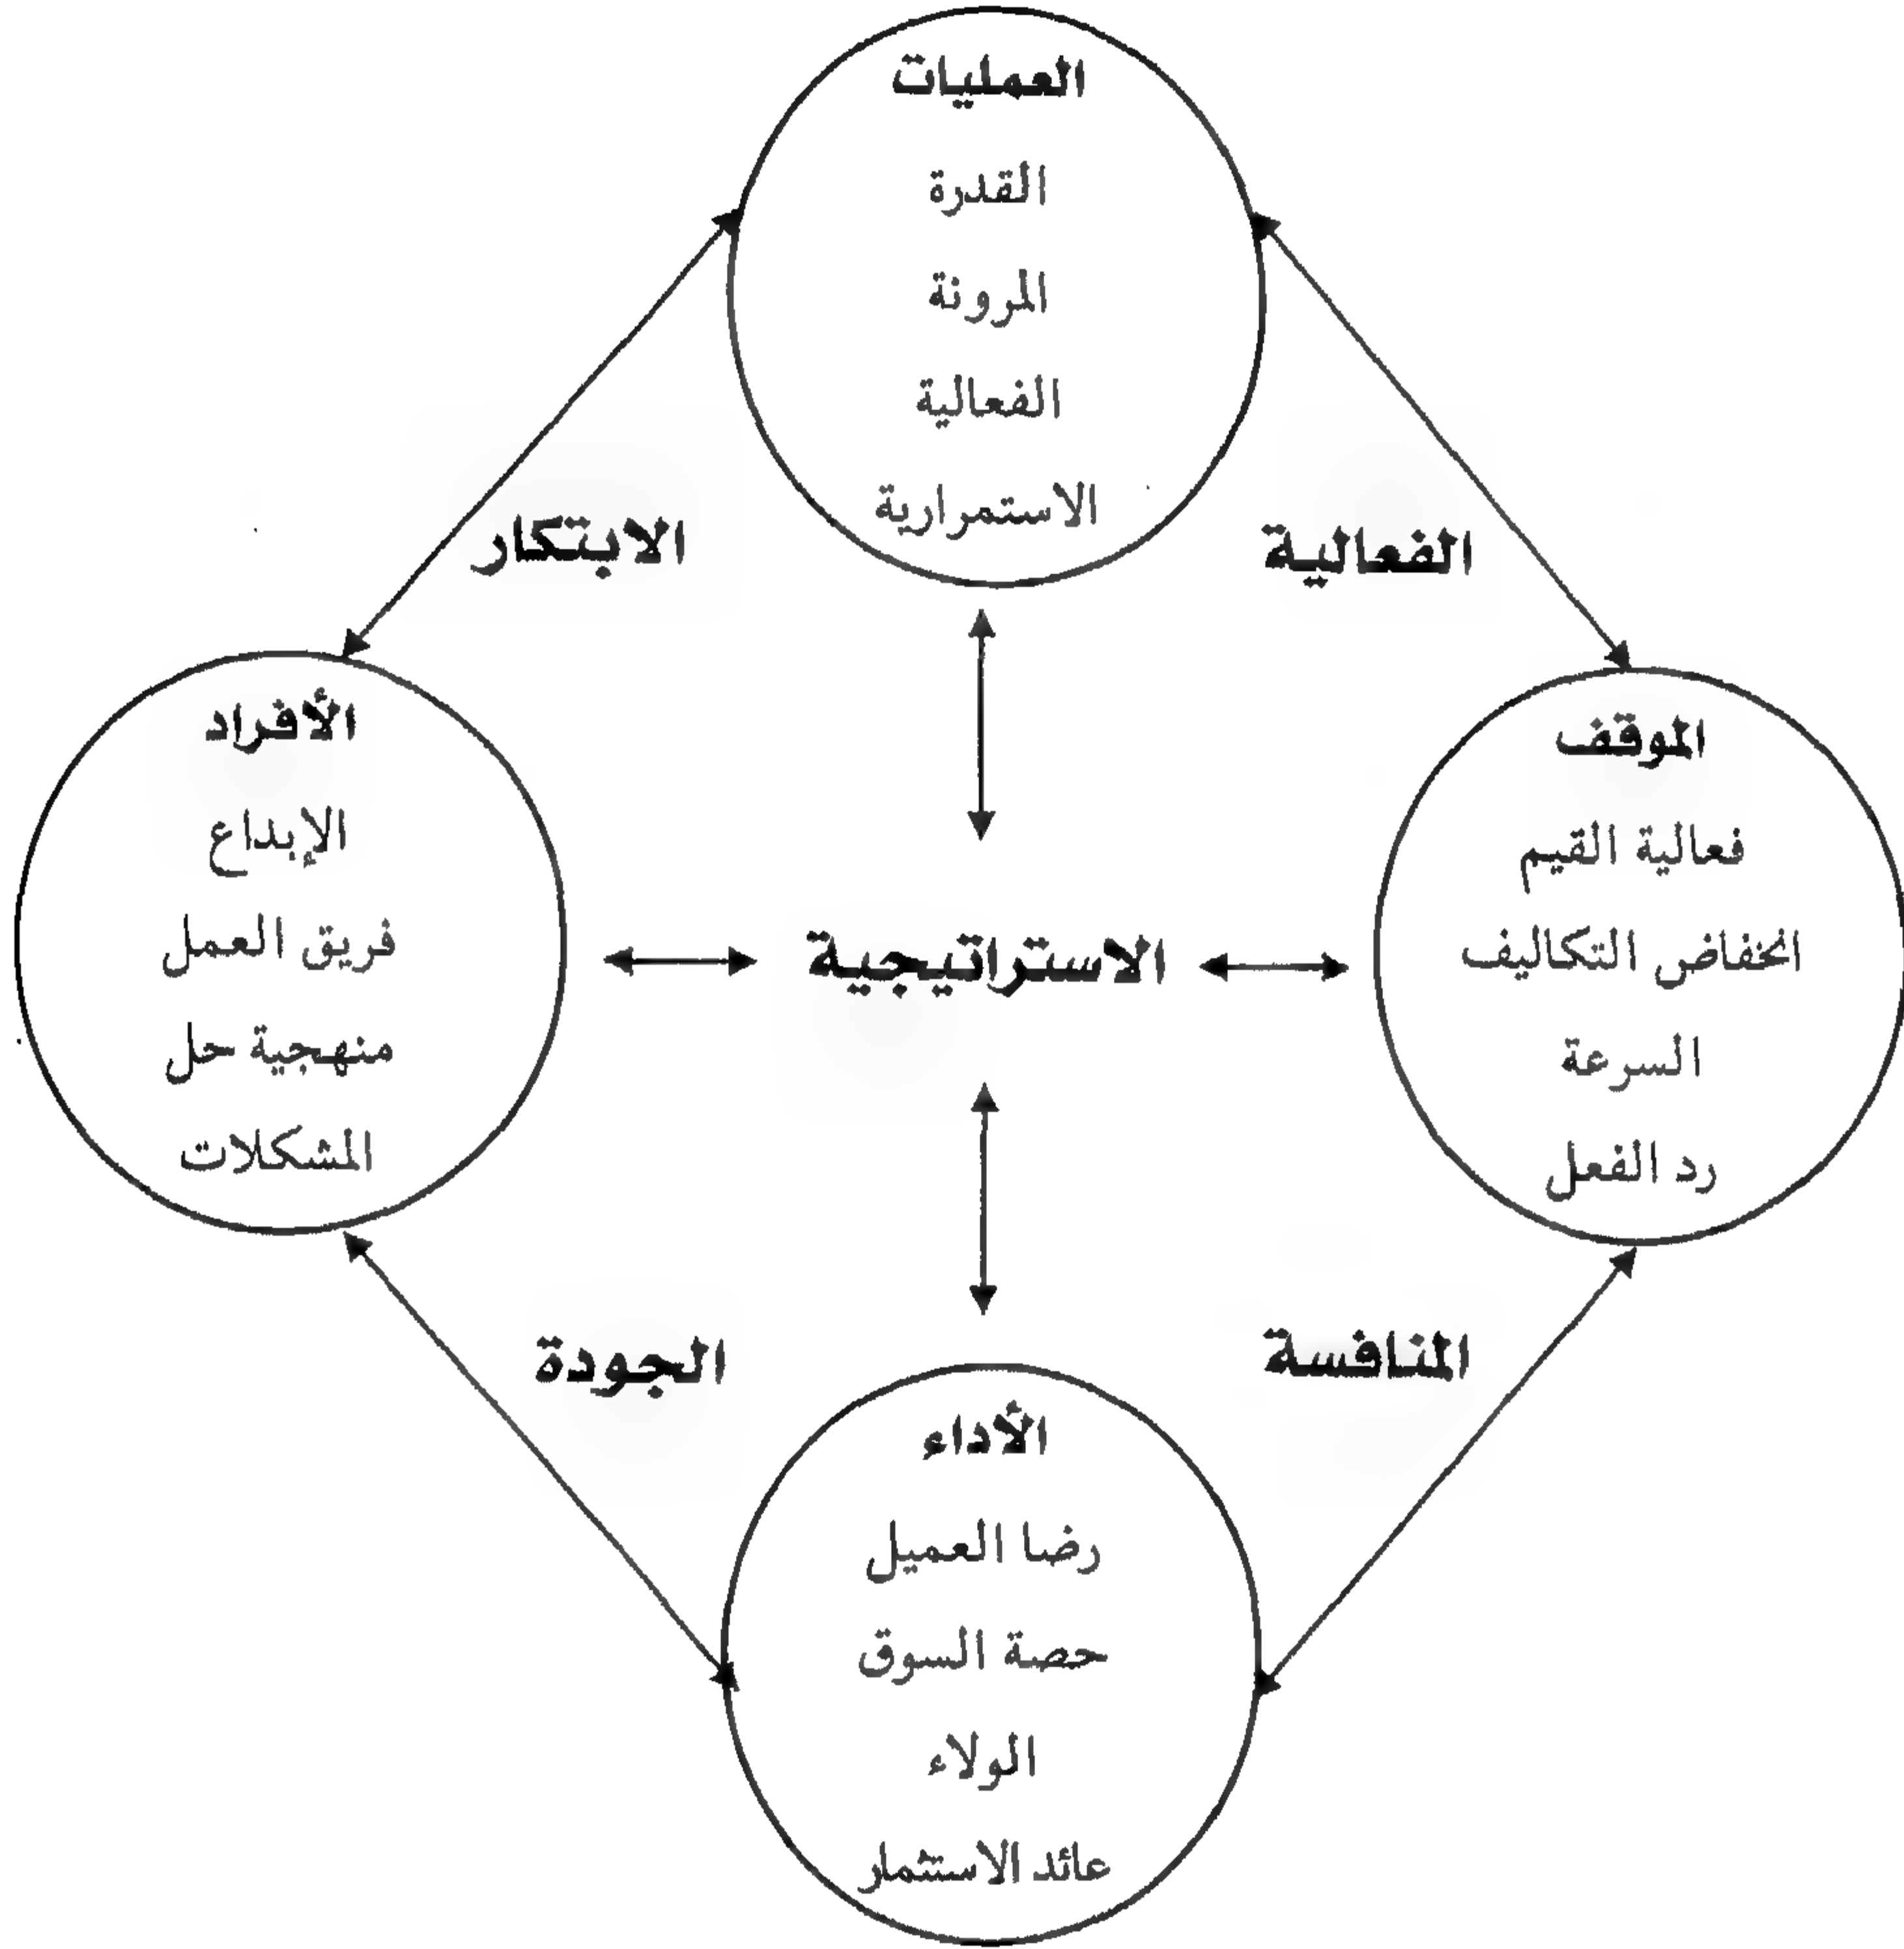 العمليات
القدرة
المرونة
الفعالية
الاستمرارية
الفعالية
الابتكار
الموقف
فعالية القيم
انخفاض التكاليف
السرعة
رد الفعل
الاستراتيجية
الأفراد
الإبداع
فريق العمل
منهجية حل
المشكلات
المنافسة
الجودة
الأداء
رضا العميل
حصة السوق
الولاء
عائد الاستثمار